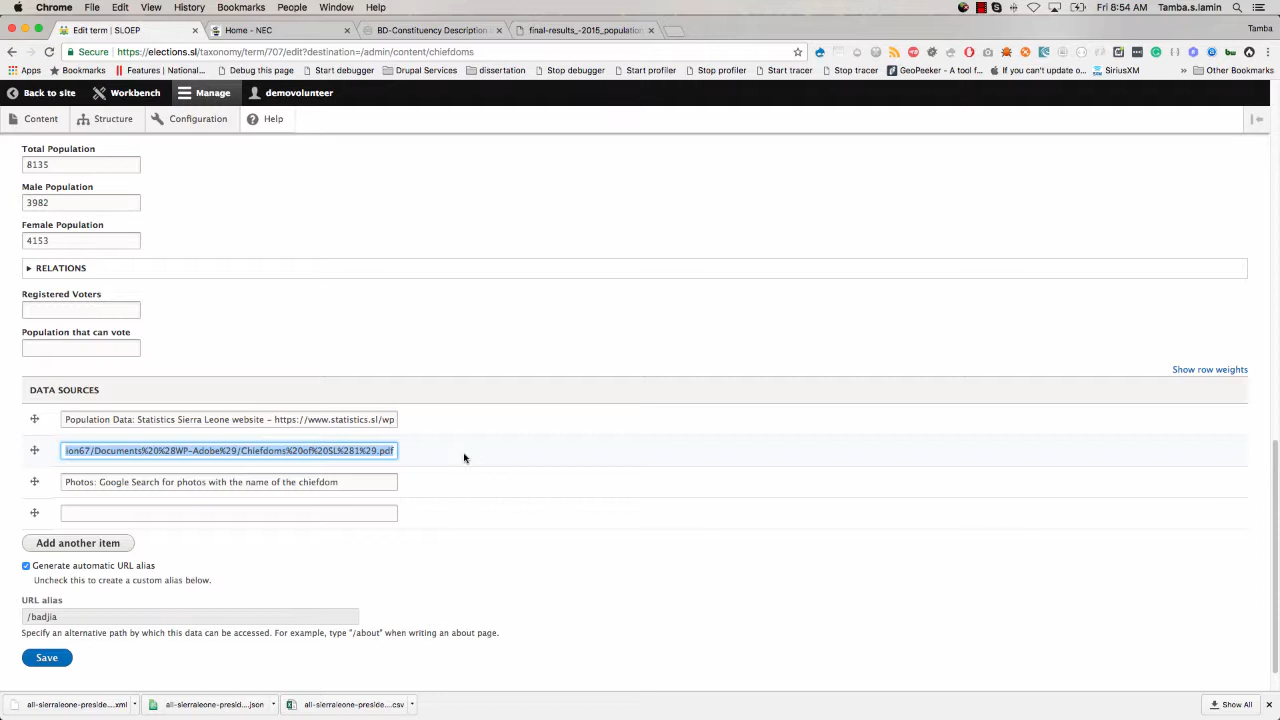 Chrome File Edit View History Bookmarks People Window Help Fri 8:54 AM Tamba.s.lamin
Edit term | SLOEP Home - NEC BD-Constituency Description final-results_-2015_population Tamba
Secure https://elections.sl/taxonomy/term/707/edit?destination=/admin/content/chiefdoms
Apps Bookmarks Features | National... Debug this page Start debugger Drupal Services dissertation Stop debugger Start profiler Stop profiler Start tracer Stop tracer GeoPeeker - A tool f... If you can't update o... SiriusXM » Other Bookmarks
Back to site Workbench Manage demovolunteer
Content Structure Configuration Help
Total Population
8135
Male Population
3982
Female Population
4153
RELATIONS
Registered Voters
Population that can vote
Show row weights
DATA SOURCES
Population Data: Statistics Sierra Leone website - https://www.statistics.sl/wp
ion67/Documents%20%28WP-Adobe%29/Chiefdoms%20of%20SL%281%29.pdf
Photos: Google Search for photos with the name of the chiefdom
Add another item
Generate automatic URL alias
Uncheck this to create a custom alias below.
URL alias
/badjia
Specify an alternative path by which this data can be accessed. For example, type "/about" when writing an about page.
Save
all-sierraleone-preside....xml all-sierraleone-presid....json all-sierraleone-preside....csv Show All